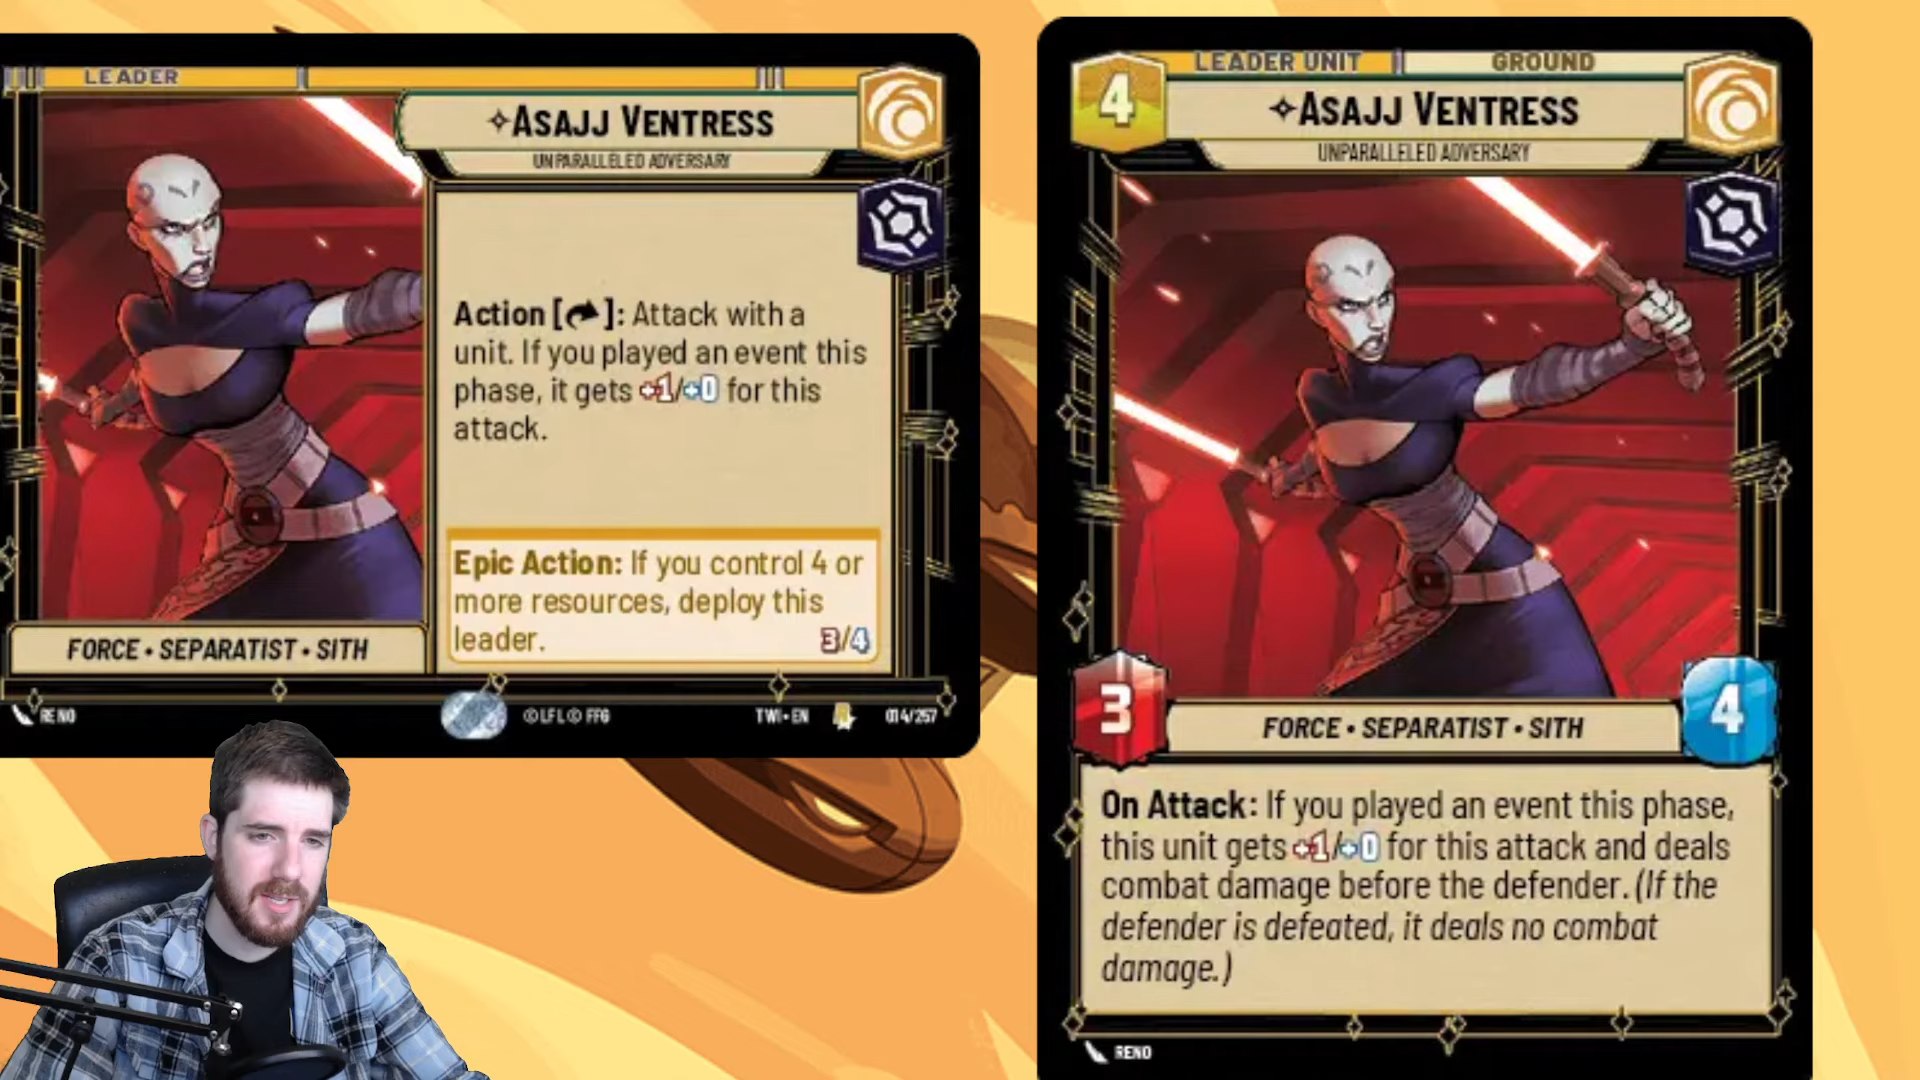 LEADER
ASAJJ VENTRESS
UNPARALLELED ADVERSARY
Action [ ]: Attack with a
unit. If you played an event this
phase, it gets +1/+0 for this
attack.
Epic Action: If you control 4 or
more resources, deploy this
leader.
3/4
FORCE • SEPARATIST • SITH
RENO
© LFL © FFG
TWI • EN
014/257
LEADER UNIT
GROUND
4
ASAJJ VENTRESS
UNPARALLELED ADVERSARY
3
FORCE • SEPARATIST • SITH
4
On Attack: If you played an event this phase,
this unit gets +1/+0 for this attack and deals
combat damage before the defender. (If the
defender is defeated, it deals no combat
damage.)
RENO